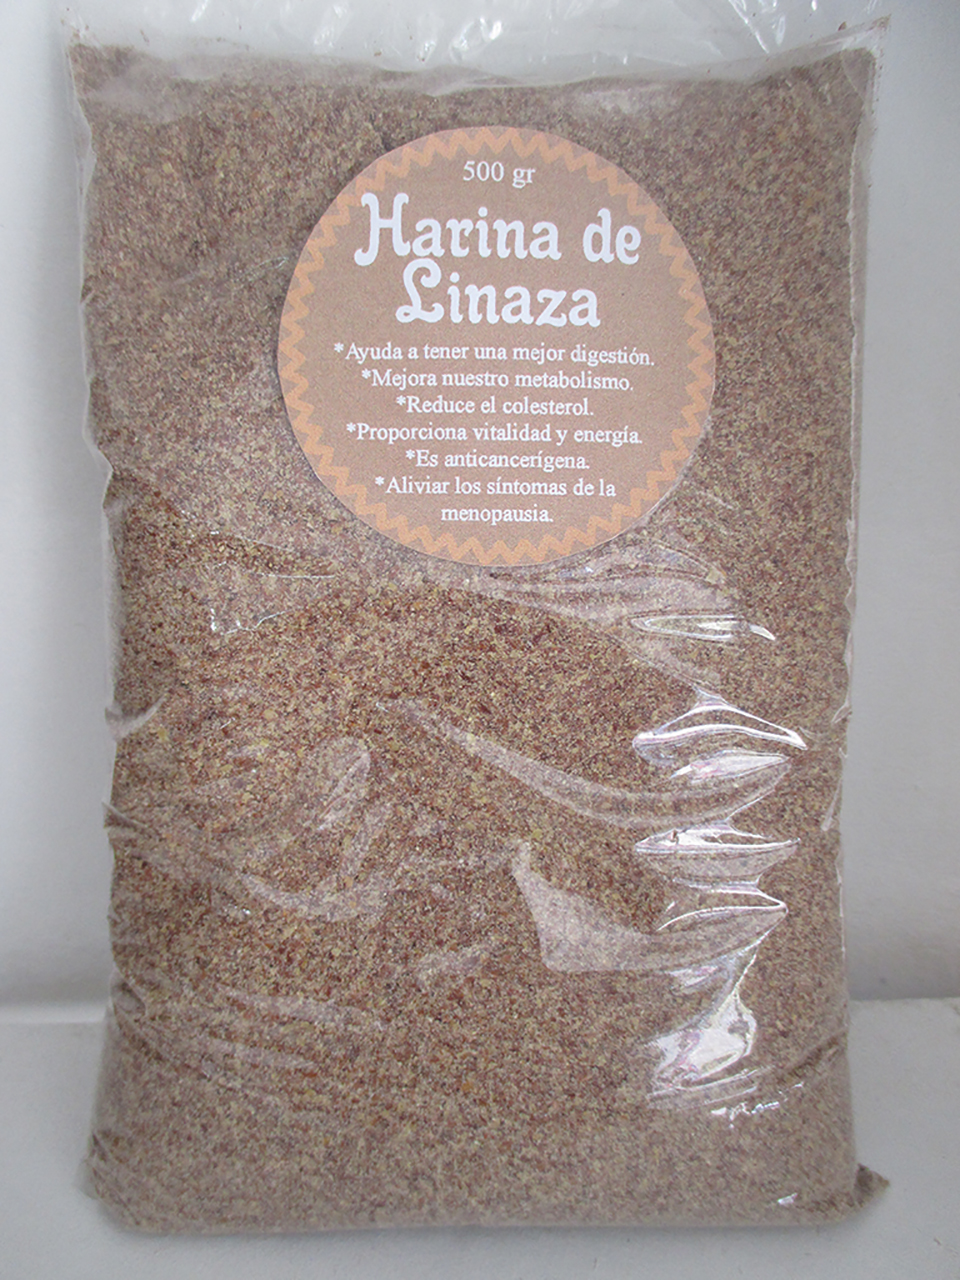 500 gr
Harina de
Linaza
*Ayuda a tener una mejor digestión.
*Mejora nuestro metabolismo.
*Reduce el colesterol.
*Proporciona vitalidad y energía.
*Es anticancerígena.
*Aliviar los síntomas de la
menopausia.